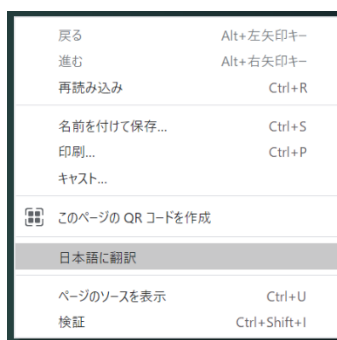 戻る Alt+左矢印キー
進む Alt+右矢印キー
再読み込み Ctrl+R
名前を付けて保存... Ctrl+S
印刷... Ctrl+P
キャスト...
このページの QR コードを作成
日本語に翻訳
ページのソースを表示 Ctrl+U
検証 Ctrl+Shift+I